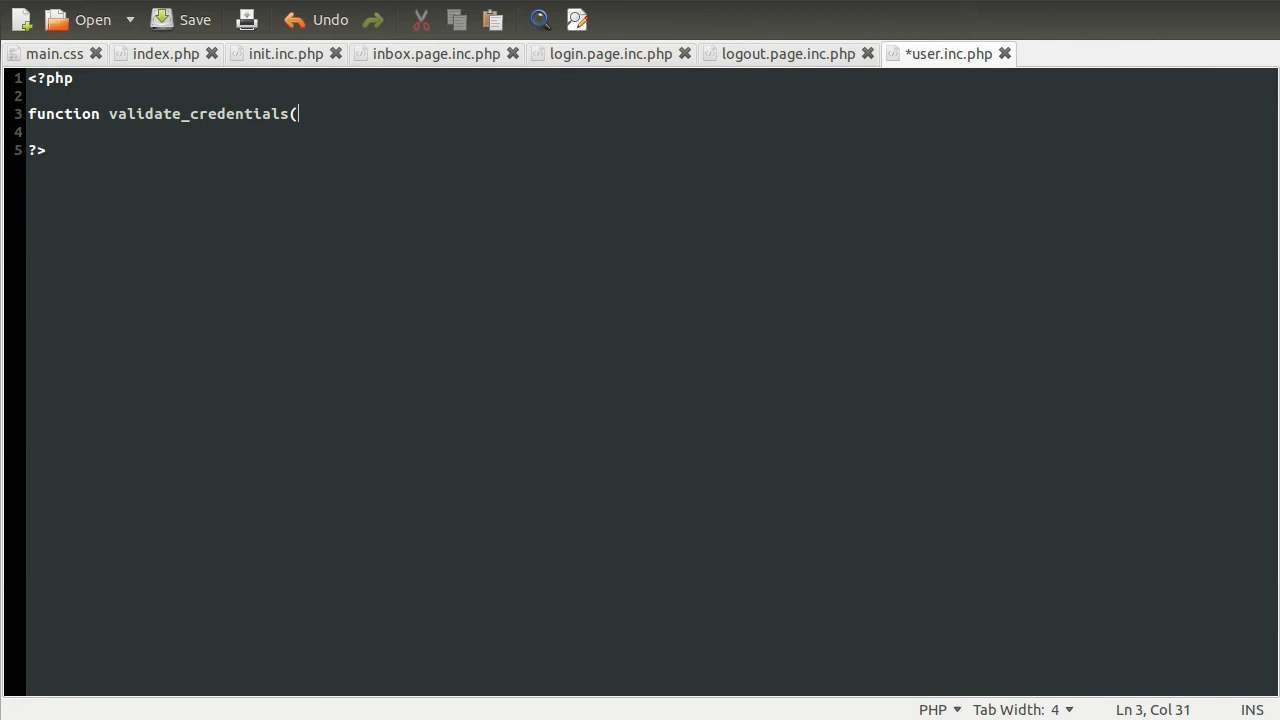 Open Save Undo
main.css index.php init.inc.php inbox.page.inc.php login.page.inc.php logout.page.inc.php *user.inc.php
1 <?php
2
3 function validate_credentials(
4
5 ?>
PHP Tab Width: 4 Ln 3, Col 31 INS